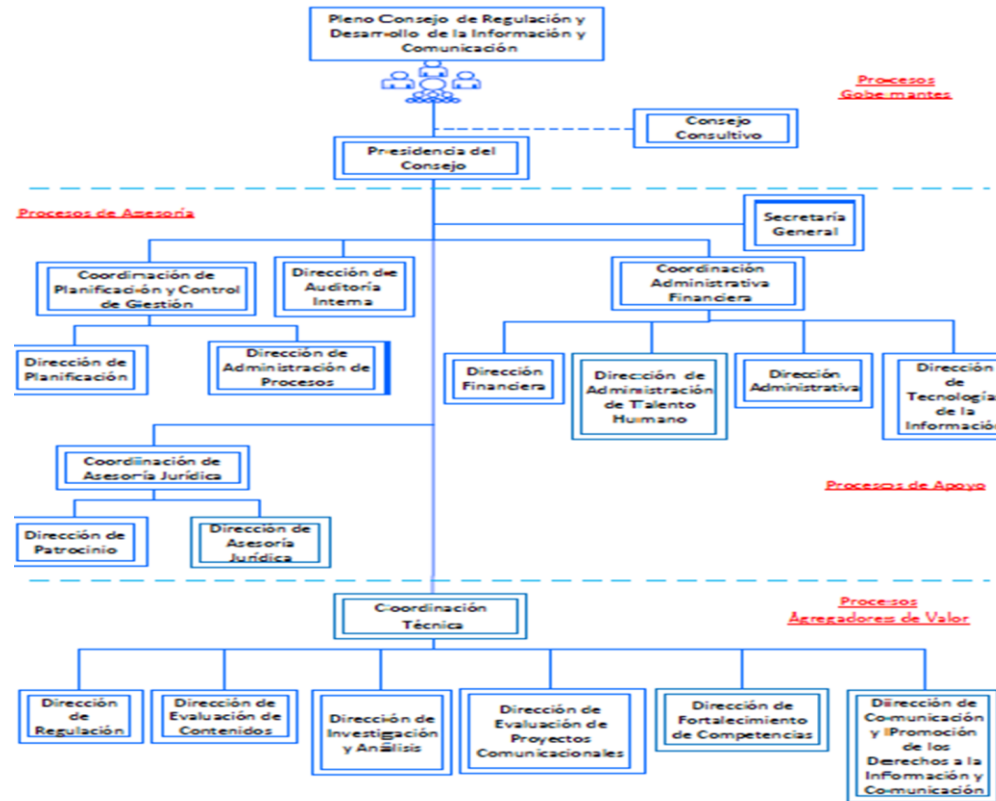 Pleno Consejo de Regulación y
Desarrollo de la Información y
Comunicación
Procesos
Gobernantes
Consejo
Consultivo
Presidencia del
Consejo
Procesos de Asesoría
Secretaría
General
Coordinación de
Planificación y Control
de Gestión
Dirección de
Auditoría
Interna
Coordinación
Administrativa
Financiera
Dirección de
Planificación
Dirección de
Administración de
Procesos
Dirección
Financiera
Dirección de
Administración
de Talento
Humano
Dirección
Administrativa
Dirección
de
Tecnología
de la
Información
Coordinación de
Asesoría Jurídica
Procesos de Apoyo
Dirección de
Patrocinio
Dirección de
Asesoría
Jurídica
Procesos
Agregadores de Valor
Coordinación
Técnica
Dirección
de
Regulación
Dirección de
Evaluación de
Contenidos
Dirección de
Investigación
y Análisis
Dirección de
Evaluación de
Proyectos
Comunicacionales
Dirección de
Fortalecimiento
de Competencias
Dirección de
Comunicación
y Promoción
de los
Derechos a la
Información y
Comunicación